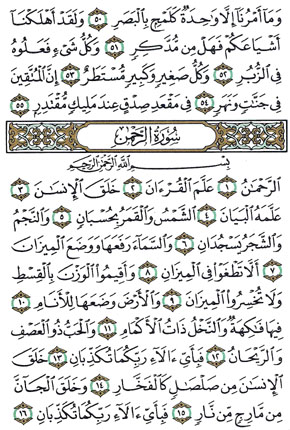 وَمَآ أَمْرُنَآ إِلَّا وَٰحِدَةٌ كَلَمْحٍۭ بِٱلْبَصَرِ ٥٠ وَلَقَدْ أَهْلَكْنَآ
أَشْيَاعَكُمْ فَهَلْ مِن مُّدَّكِرٍ ٥١ وَكُلُّ شَىْءٍ فَعَلُوهُ
فِى ٱلزُّبُرِ ٥٢ وَكُلُّ صَغِيرٍ وَكَبِيرٍ مُّسْتَطَرٌ ٥٣ إِنَّ ٱلْمُتَّقِينَ
فِى جَنَّٰتٍ وَنَهَرٍ ٥٤ فِى مَقْعَدِ صِدْقٍ عِندَ مَلِيكٍ مُّقْتَدِرٍۭ ٥٥
سُورَةُ الرَّحْمَٰن
بِسْمِ ٱللَّهِ ٱلرَّحْمَٰنِ ٱلرَّحِيمِ
ٱلرَّحْمَٰنُ ١ عَلَّمَ ٱلْقُرْءَانَ ٢ خَلَقَ ٱلْإِنسَٰنَ ٣
عَلَّمَهُ ٱلْبَيَانَ ٤ ٱلشَّمْسُ وَٱلْقَمَرُ بِحُسْبَانٍ ٥ وَٱلنَّجْمُ
وَٱلشَّجَرُ يَسْجُدَانِ ٦ وَٱلسَّمَآءَ رَفَعَهَا وَوَضَعَ ٱلْمِيزَانَ
٧ أَلَّا تَطْغَوْا۟ فِى ٱلْمِيزَانِ ٨ وَأَقِيمُوا۟ ٱلْوَزْنَ بِٱلْقِسْطِ
وَلَا تُخْسِرُوا۟ ٱلْمِيزَانَ ٩ وَٱلْأَرْضَ وَضَعَهَا لِلْأَنَامِ ١٠
فِيهَا فَٰكِهَةٌ وَٱلنَّخْلُ ذَاتُ ٱلْأَكْمَامِ ١١ وَٱلْحَبُّ ذُو ٱلْعَصْفِ
وَٱلرَّيْحَانُ ١٢ فَبِأَىِّ ءَالَآءِ رَبِّكُمَا تُكَذِّبَانِ ١٣ خَلَقَ
ٱلْإِنسَٰنَ مِن صَلْصَٰلٍ كَٱلْفَخَّارِ ١٤ وَخَلَقَ ٱلْجَآنَّ
مِن مَّارِجٍ مِّن نَّارٍ ١٥ فَبِأَىِّ ءَالَآءِ رَبِّكُمَا تُكَذِّبَانِ ١٦